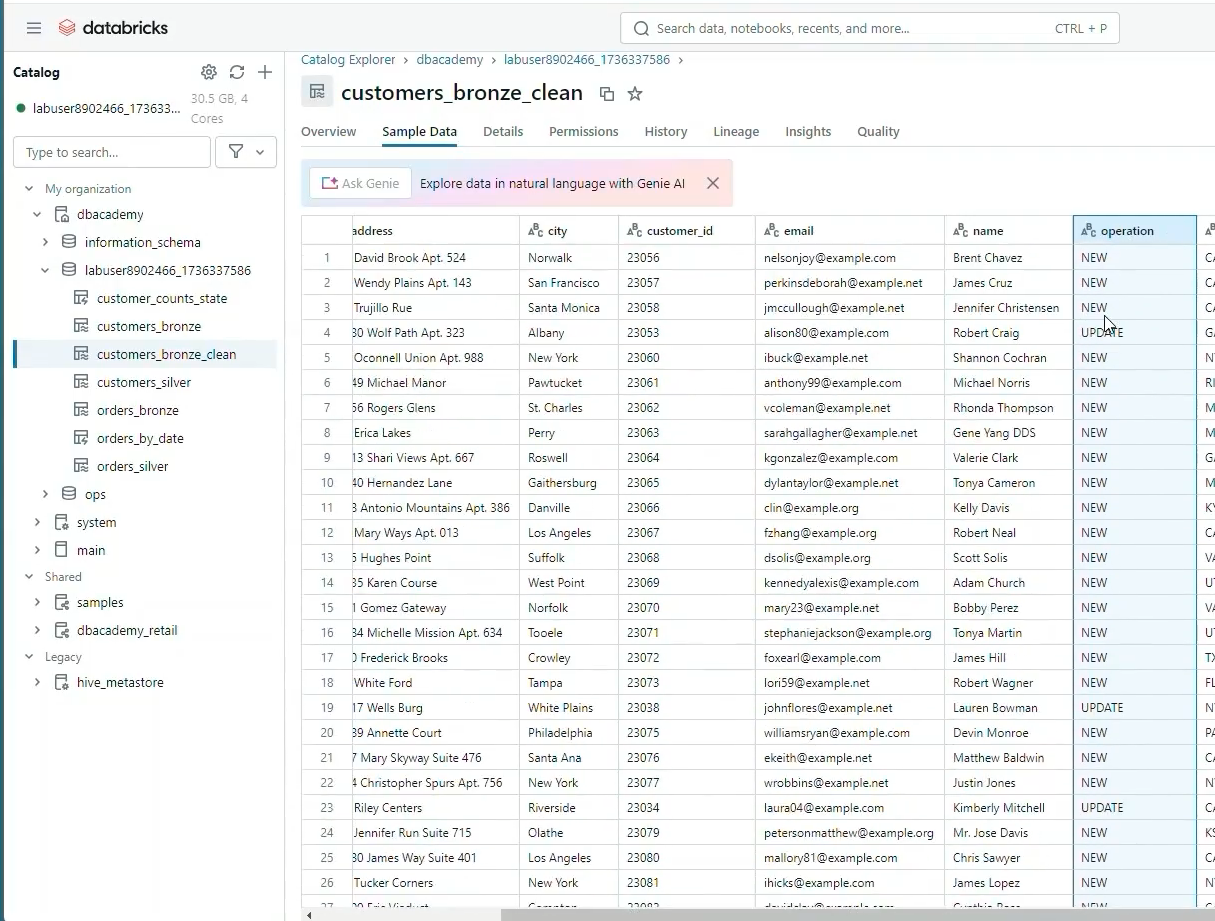 databricks
Search data, notebooks, recents, and more... CTRL + P
Catalog
labuser8902466_173633... 30.5 GB, 4 Cores
Type to search...
My organization
dbacademy
information_schema
labuser8902466_1736337586
customer_counts_state
customers_bronze
customers_bronze_clean
customers_silver
orders_bronze
orders_by_date
orders_silver
ops
system
main
Shared
samples
dbacademy_retail
Legacy
hive_metastore
Catalog Explorer > dbacademy > labuser8902466_1736337586 >
customers_bronze_clean
Overview Sample Data Details Permissions History Lineage Insights Quality
Ask Genie Explore data in natural language with Genie AI
address city customer_id email name operation
1 David Brook Apt. 524 Norwalk 23056 nelsonjoy@example.com Brent Chavez NEW
2 Wendy Plains Apt. 143 San Francisco 23057 perkinsdeborah@example.net James Cruz NEW
3 Trujillo Rue Santa Monica 23058 jmccullough@example.net Jennifer Christensen NEW
4 30 Wolf Path Apt. 323 Albany 23053 alison80@example.com Robert Craig UPDATE
5 Oconnell Union Apt. 988 New York 23060 ibuck@example.net Shannon Cochran NEW
6 49 Michael Manor Pawtucket 23061 anthony99@example.com Michael Norris NEW
7 56 Rogers Glens St. Charles 23062 vcoleman@example.net Rhonda Thompson NEW
8 Erica Lakes Perry 23063 sarahgallagher@example.net Gene Yang DDS NEW
9 13 Shari Views Apt. 667 Roswell 23064 kgonzalez@example.com Valerie Clark NEW
10 40 Hernandez Lane Gaithersburg 23065 dylantaylor@example.net Tonya Cameron NEW
11 Antonio Mountains Apt. 386 Danville 23066 clin@example.org Kelly Davis NEW
12 Mary Ways Apt. 013 Los Angeles 23067 fzhang@example.org Robert Neal NEW
13 Hughes Point Suffolk 23068 dsolis@example.org Scott Solis NEW
14 35 Karen Course West Point 23069 kennedyalexis@example.com Adam Church NEW
15 1 Gomez Gateway Norfolk 23070 mary23@example.net Bobby Perez NEW
16 34 Michelle Mission Apt. 634 Tooele 23071 stephaniejackson@example.org Tonya Martin NEW
17 Frederick Brooks Crowley 23072 foxearl@example.com James Hill NEW
18 White Ford Tampa 23073 lori59@example.net Robert Wagner NEW
19 17 Wells Burg White Plains 23038 johnflores@example.net Lauren Bowman UPDATE
20 39 Annette Court Philadelphia 23075 williamsryan@example.com Devin Monroe NEW
21 7 Mary Skyway Suite 476 Santa Ana 23076 ekeith@example.com Matthew Baldwin NEW
22 4 Christopher Spurs Apt. 756 New York 23077 wrobbins@example.net Justin Jones NEW
23 Riley Centers Riverside 23034 laura04@example.com Kimberly Mitchell UPDATE
24 Jennifer Run Suite 715 Olathe 23079 petersonmatthew@example.org Mr. Jose Davis NEW
25 30 James Way Suite 401 Los Angeles 23080 mallory81@example.com Chris Sawyer NEW
26 Tucker Corners New York 23081 ihicks@example.com James Lopez NEW